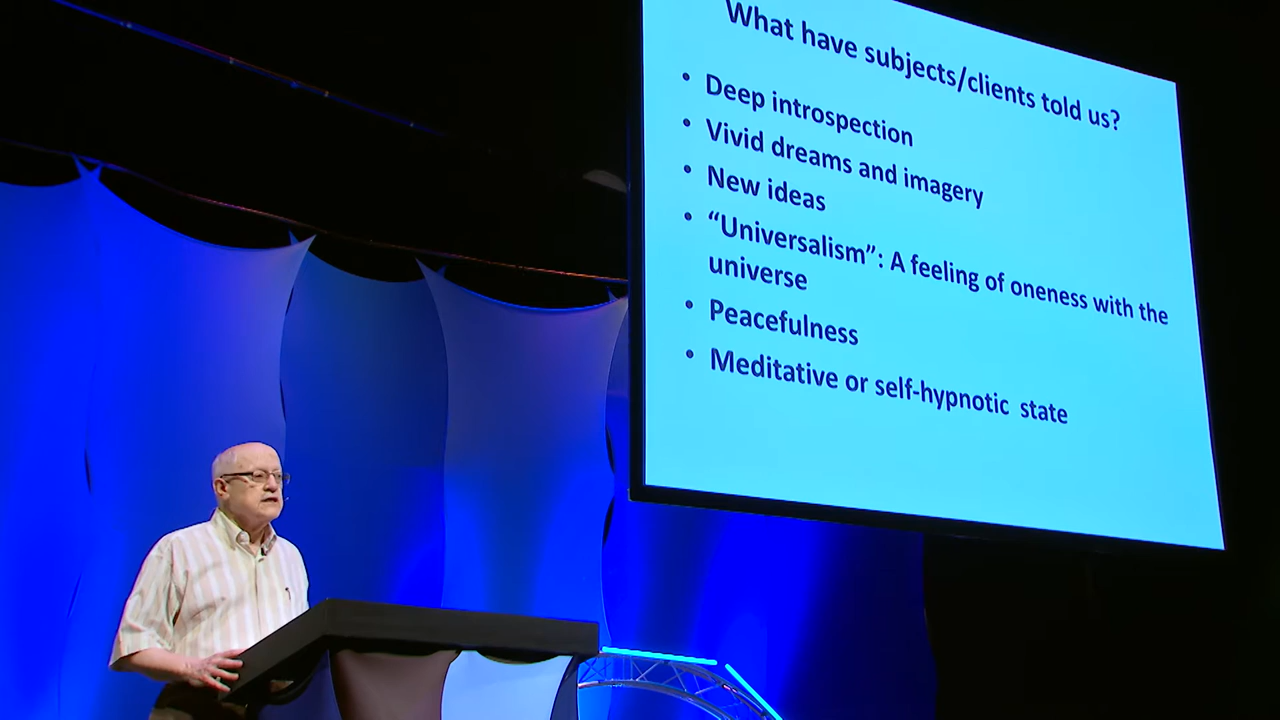 What have subjects/clients told us?
• Deep introspection
• Vivid dreams and imagery
• New ideas
• “Universalism”: A feeling of oneness with the
universe
• Peacefulness
• Meditative or self-hypnotic state